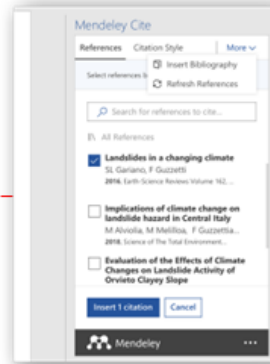 Mendeley Cite
References Citation Style More
Insert Bibliography
Refresh References
Select references
Search for references to cite...
All References
Landslides in a changing climate
SL Gariano, F Guzzetti
2016. Earth-Science Reviews Volume 162, ...
Implications of climate change on
landslide hazard in Central Italy
M Alvioli, M Melillo, F Guzzetti...
2018. Science of The Total Environment...
Evaluation of the Effects of Climate
Changes on Landslide Activity of
Orvieto Clayey Slope
Insert 1 citation Cancel
Mendeley